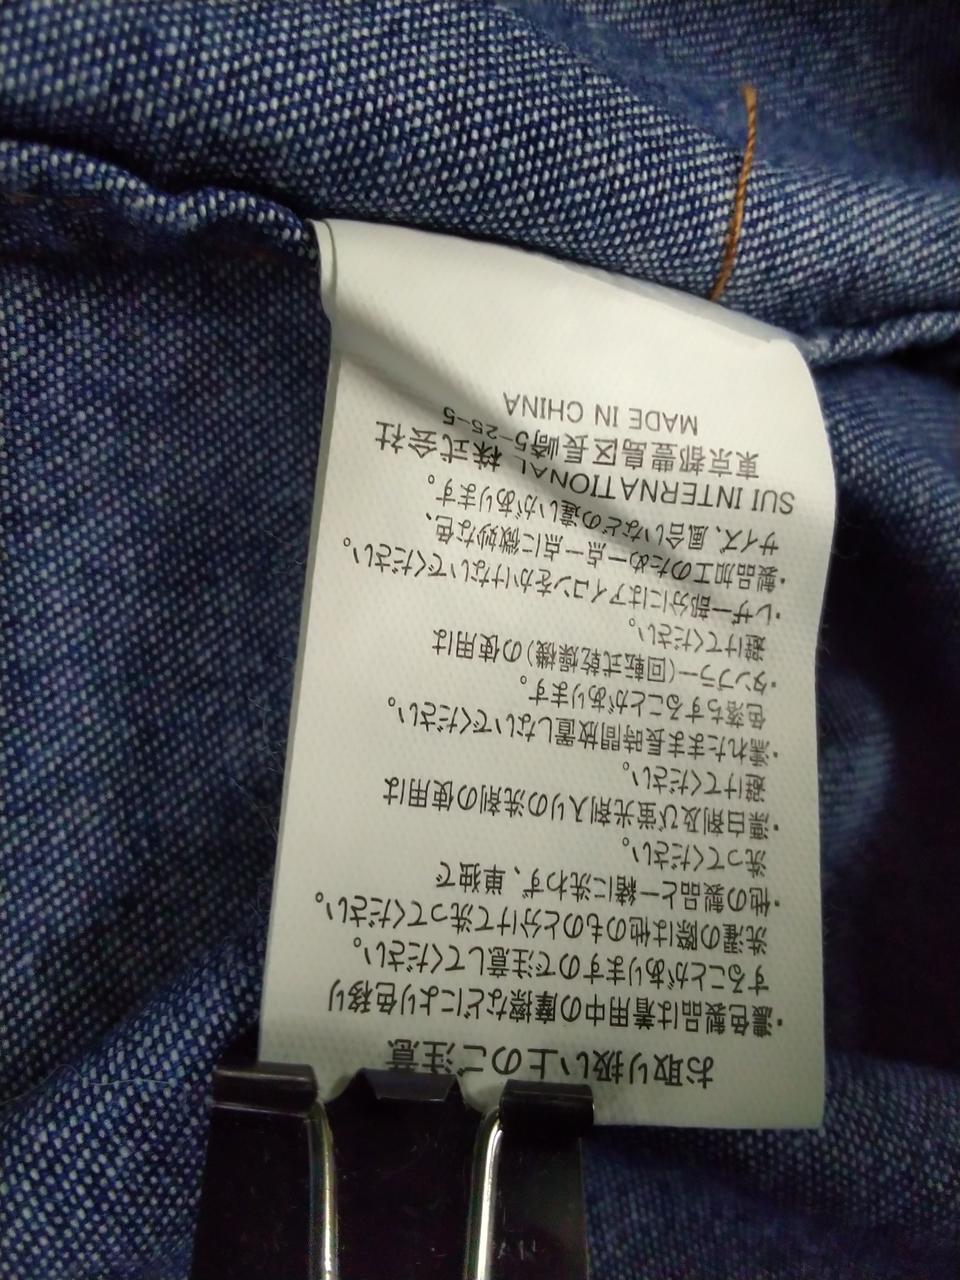 お取り扱い上のご注意
・濃色製品は着用中の摩擦などにより色移り
することがありますので注意してください。
洗濯の際は他のものと分けて洗ってください。
・他の製品と一緒に洗わず、単独で
洗ってください。
・漂白剤及び蛍光剤入りの洗剤の使用は
避けてください。
・濡れたまま長時間放置しないでください。
色落ちすることがあります。
・タンブラー(回転式乾燥機)の使用は
避けてください。
・レザー部分にはアイロンをかけないでください。
・製品加工のため一点一点に微妙な色、
サイズ、風合いなどの違いがあります。
SUI INTERNATIONAL 株式会社
東京都豊島区長崎5-25-5
MADE IN CHINA